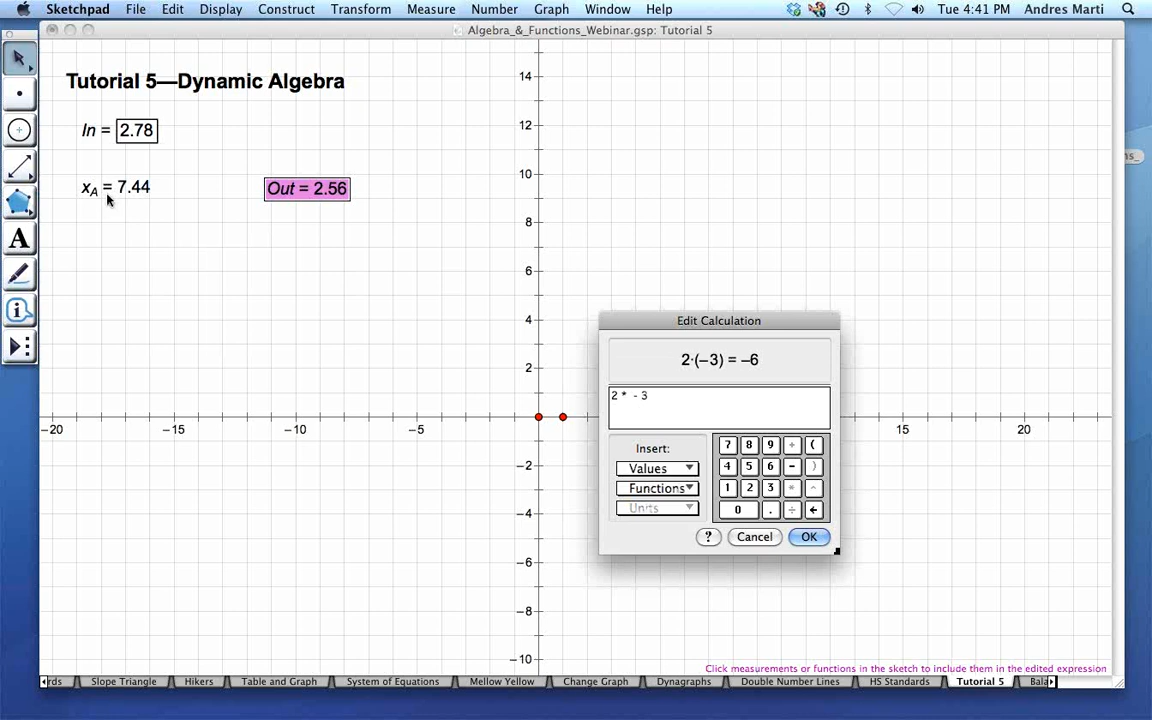 Sketchpad File Edit Display Construct Transform Measure Number Graph Window Help Tue 4:41 PM Andres Marti
Algebra_&_Functions_Webinar.gsp: Tutorial 5
Tutorial 5—Dynamic Algebra
In = 2.78
xA = 7.44
Out = 2.56
14
12
10
8
6
4
2
−20 −15 −10 −5 15 20
−2
−4
−6
−8
−10
Edit Calculation
2·(−3) = −6
2 * - 3
Insert:
Values
Functions
Units
7 8 9 + (
4 5 6 − )
1 2 3 * ^
0 . ÷ ←
? Cancel OK
A
i
ns_
Click measurements or functions in the sketch to include them in the edited expression
rds Slope Triangle Hikers Table and Graph System of Equations Mellow Yellow Change Graph Dynagraphs Double Number Lines HS Standards Tutorial 5 Bala